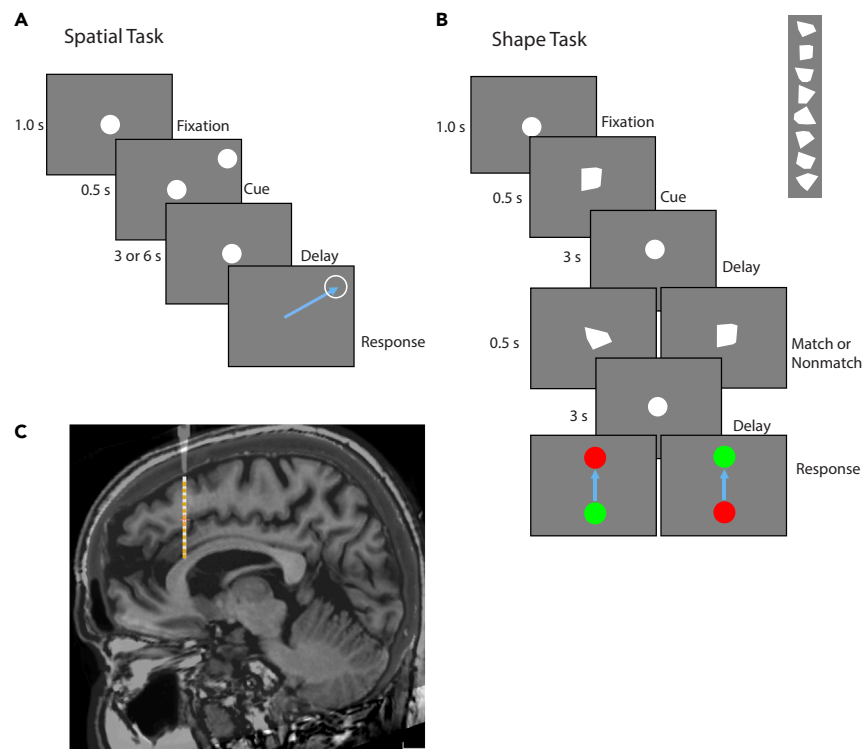 A
Spatial Task
1.0 s
Fixation
0.5 s
Cue
3 or 6 s
Delay
Response
B
Shape Task
1.0 s
Fixation
0.5 s
Cue
3 s
Delay
0.5 s
Match or
Nonmatch
3 s
Delay
Response
C